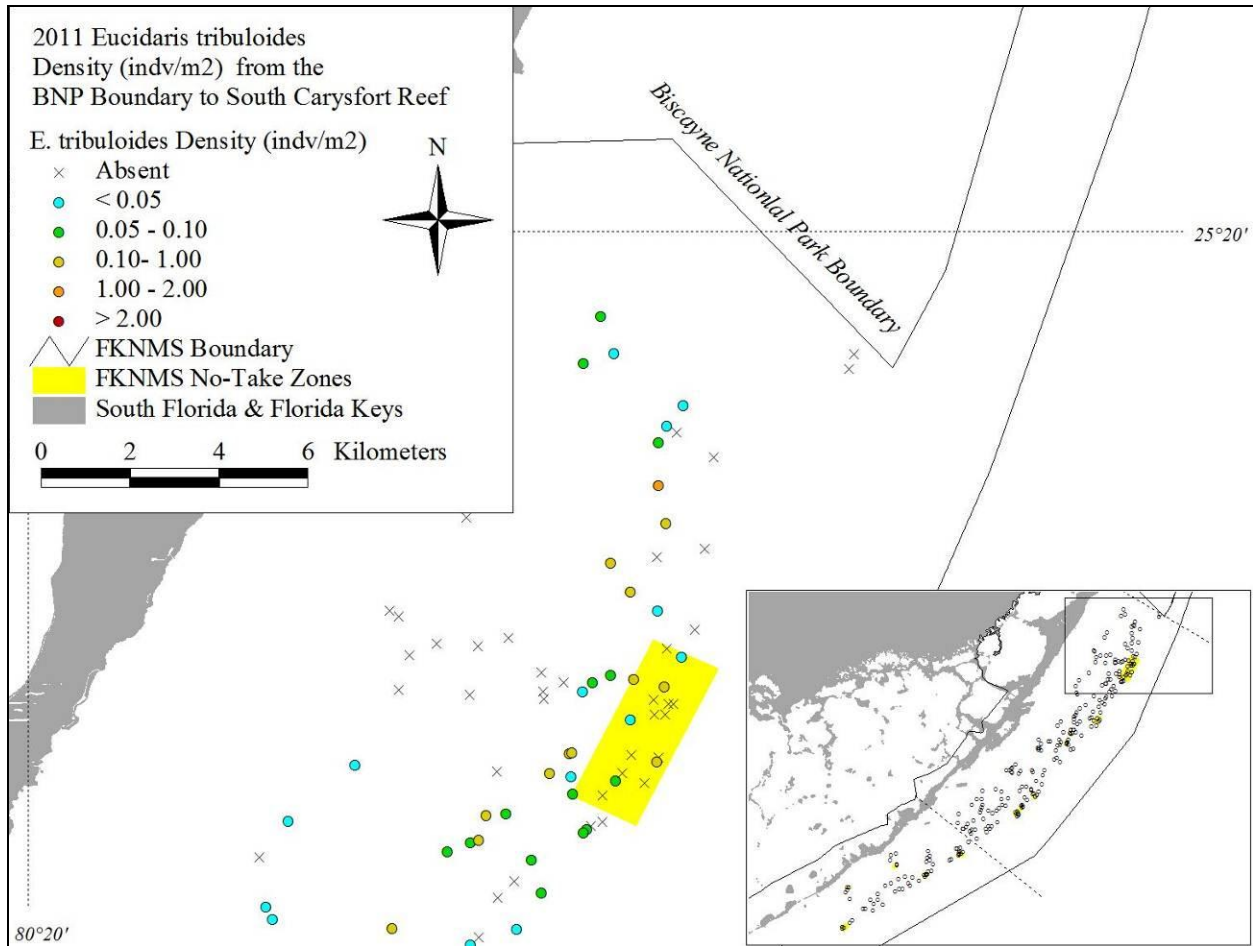 2011 Eucidaris tribuloides
Density (indv/m2) from the
BNP Boundary to South Carysfort Reef
E. tribuloides Density (indv/m2)
N
Absent
< 0.05
0.05 - 0.10
0.10- 1.00
1.00 - 2.00
> 2.00
FKNMS Boundary
FKNMS No-Take Zones
South Florida & Florida Keys
0 2 4 6 Kilometers
Biscayne Nationlal Park Boundary
25°20'
80°20'